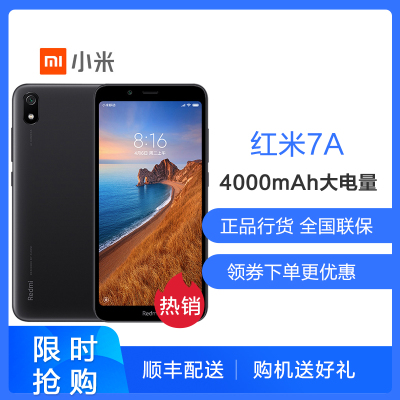 小米
红米7A
4000mAh大电量
正品行货 全国联保
领券下单更优惠
8:16
Redmi
Redmi
热销
限时
抢购
顺丰配送
购机送好礼